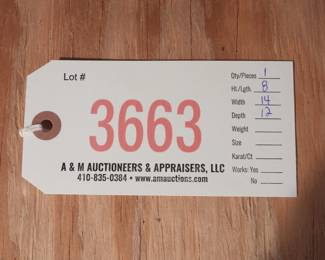 Lot #
3663
A & M AUCTIONEERS & APPRAISERS, LLC
410-835-0384 • www.amauctions.com
Qty/Pieces 1
Ht./Lgth 8
Width 14
Depth 12
Weight
Size
Karat/Ct
Works: Yes
No